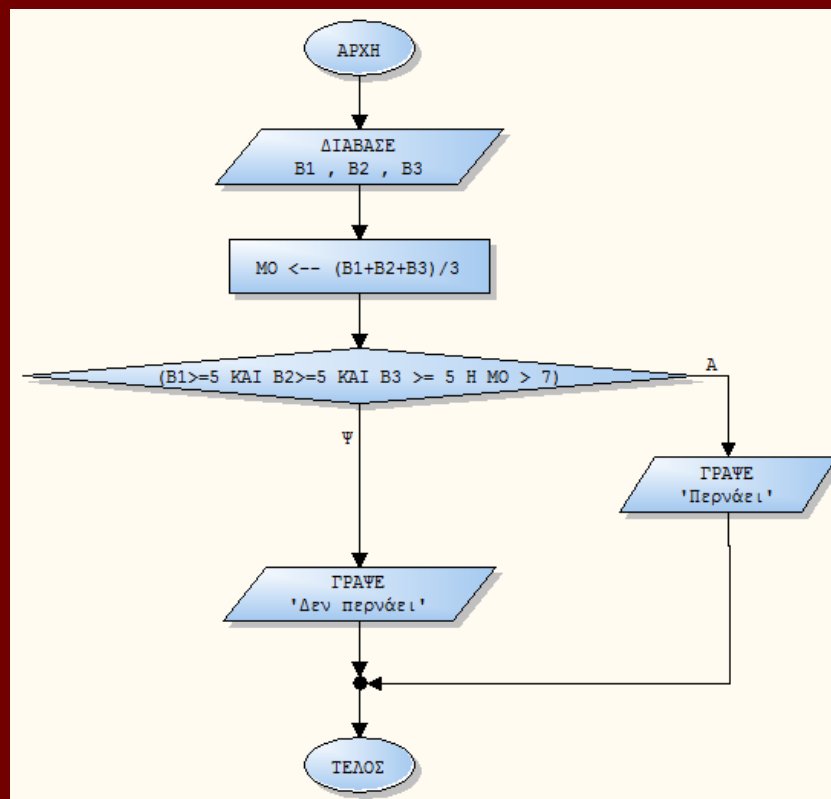 ΑΡΧΗ
ΔΙΑΒΑΣΕ
Β1 , Β2 , Β3
ΜΟ <-- (Β1+Β2+Β3)/3
(Β1>=5 ΚΑΙ Β2>=5 ΚΑΙ Β3 >= 5 Η ΜΟ > 7)
Α
Ψ
ΓΡΑΨΕ
'Περνάει'
ΓΡΑΨΕ
'Δεν περνάει'
ΤΕΛΟΣ